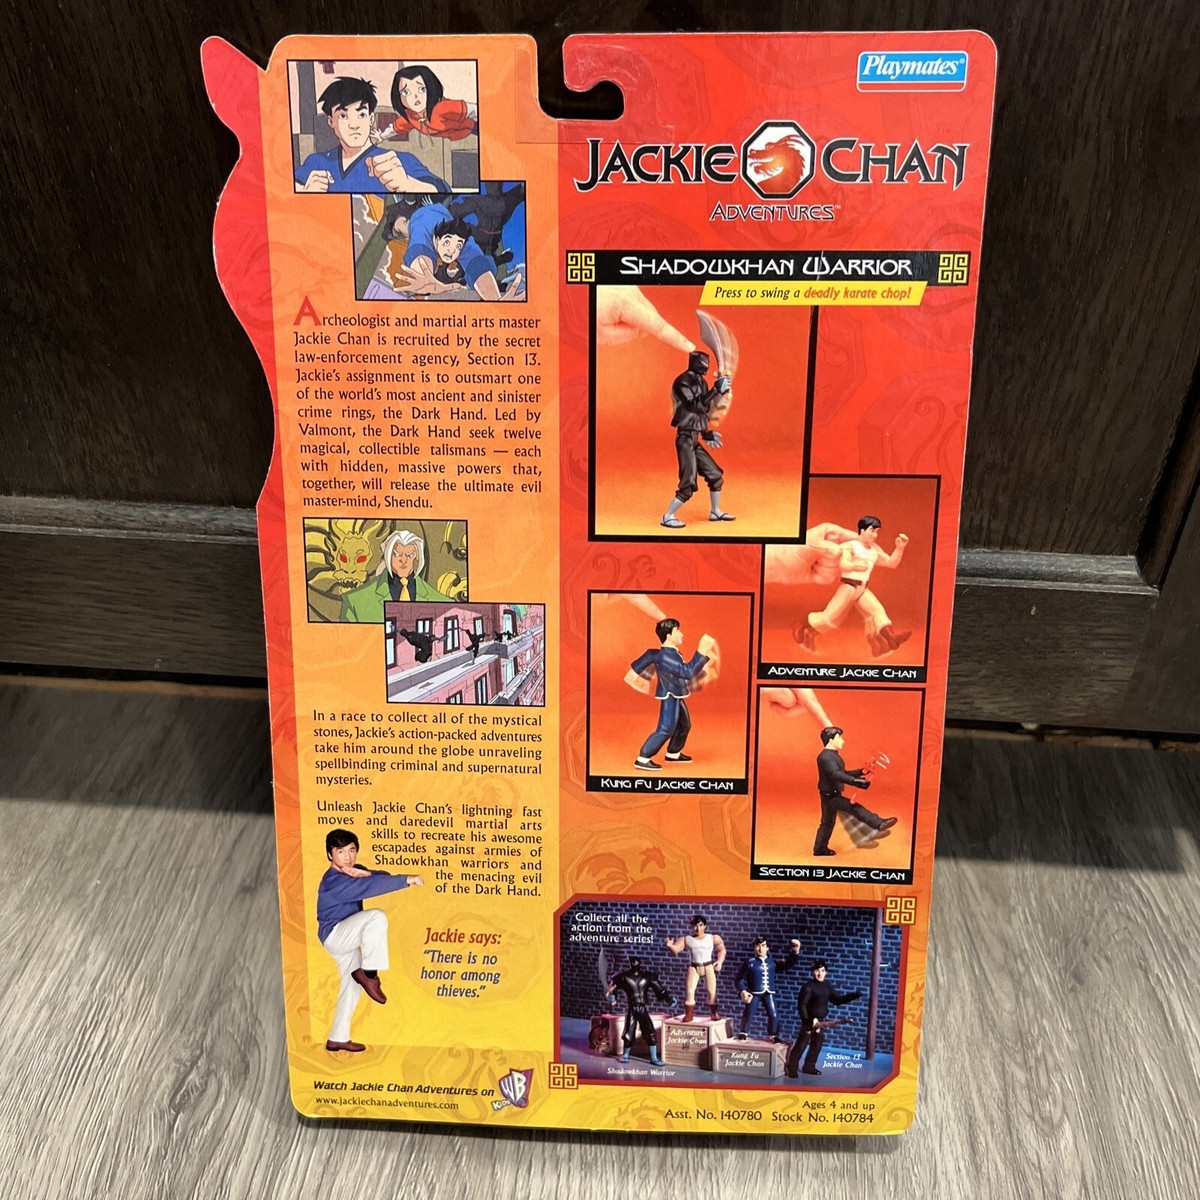 Playmates®
JACKIE CHAN
ADVENTURES™
SHADOWKHAN WARRIOR
Press to swing a deadly karate chop!
Archeologist and martial arts master
Jackie Chan is recruited by the secret
law-enforcement agency, Section 13.
Jackie's assignment is to outsmart one
of the world's most ancient and sinister
crime rings, the Dark Hand. Led by
Valmont, the Dark Hand seek twelve
magical, collectible talismans — each
with hidden, massive powers that,
together, will release the ultimate evil
master-mind, Shendu.
In a race to collect all of the mystical
stones, Jackie's action-packed adventures
take him around the globe unraveling
spellbinding criminal and supernatural
mysteries.
Unleash Jackie Chan's lightning fast
moves and daredevil martial arts
skills to recreate his awesome
escapades against armies of
Shadowkhan warriors and
the menacing evil
of the Dark Hand.
Jackie says:
"There is no
honor among
thieves."
Watch Jackie Chan Adventures on
WB
KIDS
www.jackiechanadventures.com
ADVENTURE JACKIE CHAN
KUNG FU JACKIE CHAN
SECTION 13 JACKIE CHAN
Collect all the
action from the
adventure series!
Shadowkhan Warrior
Adventure
Jackie Chan
Kung Fu
Jackie Chan
Section 13
Jackie Chan
Ages 4 and up
Asst. No. 140780 Stock No. 140784